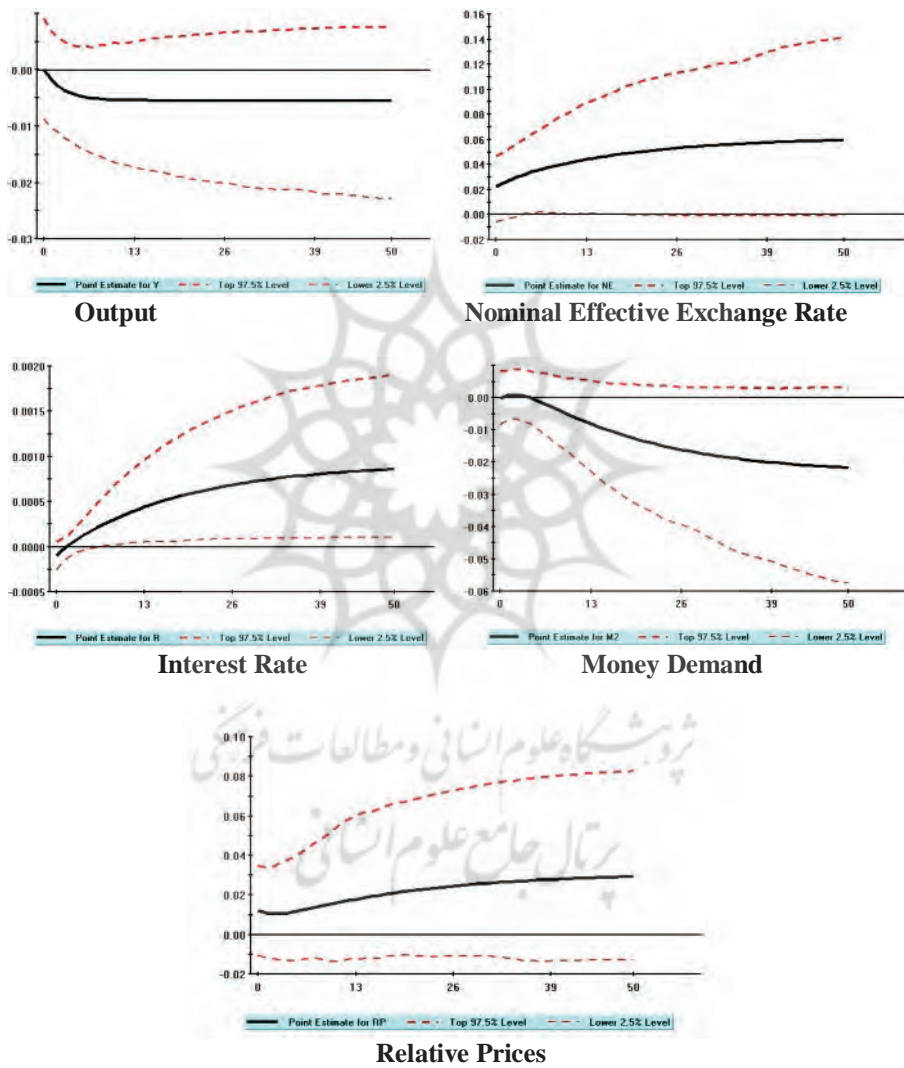 0.00
-0.01
-0.02
-0.03
0 13 26 39 50
Point Estimate for Y Top 97.5% Level Lower 2.5% Level
Output
0.16
0.14
0.12
0.10
0.08
0.06
0.04
0.02
0.00
-0.02
0 13 26 39 50
Point Estimate for NE Top 97.5% Level Lower 2.5% Level
Nominal Effective Exchange Rate
0.0020
0.0015
0.0010
0.0005
0.0000
-0.0005
0 13 26 39 50
Point Estimate for R Top 97.5% Level Lower 2.5% Level
Interest Rate
0.00
-0.01
-0.02
-0.03
-0.04
-0.05
-0.06
0 13 26 39 50
Point Estimate for M2 Top 97.5% Level Lower 2.5% Level
Money Demand
پژوهشگاه علوم انسانی و مطالعات فرهنگی
پرتال جامع علوم انسانی
0.10
0.08
0.06
0.04
0.02
0.00
-0.02
0 13 26 39 50
Point Estimate for RP Top 97.5% Level Lower 2.5% Level
Relative Prices